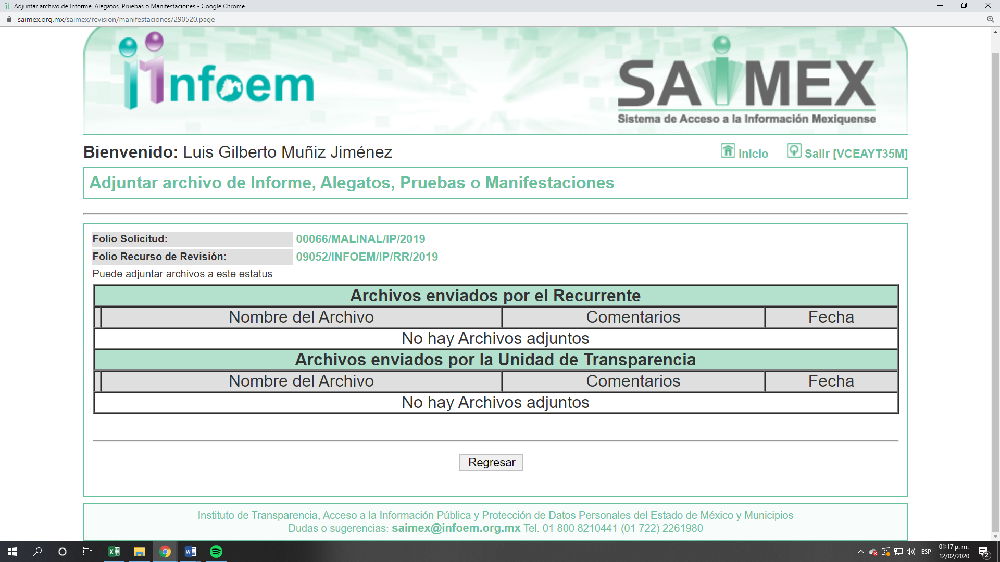 Adjuntar archivo de Informe, Alegatos, Pruebas o Manifestaciones - Google Chrome
saimex.org.mx/saimex/revision/manifestaciones/290520.page
infoem
SAIMEX
Sistema de Acceso a la Información Mexiquense
Bienvenido: Luis Gilberto Muñiz Jiménez
Inicio
Salir [VCEAYT35M]
Adjuntar archivo de Informe, Alegatos, Pruebas o Manifestaciones
Folio Solicitud: 00066/MALINAL/IP/2019
Folio Recurso de Revisión: 09052/INFOEM/IP/RR/2019
Puede adjuntar archivos a este estatus
Archivos enviados por el Recurrente
Nombre del Archivo Comentarios Fecha
No hay Archivos adjuntos
Archivos enviados por la Unidad de Transparencia
Nombre del Archivo Comentarios Fecha
No hay Archivos adjuntos
Regresar
Instituto de Transparencia, Acceso a la Información Pública y Protección de Datos Personales del Estado de México y Municipios
Dudas o sugerencias: saimex@infoem.org.mx Tel. 01 800 8210441 (01 722) 2261980
ESP
01:17 p. m.
12/02/2020
2